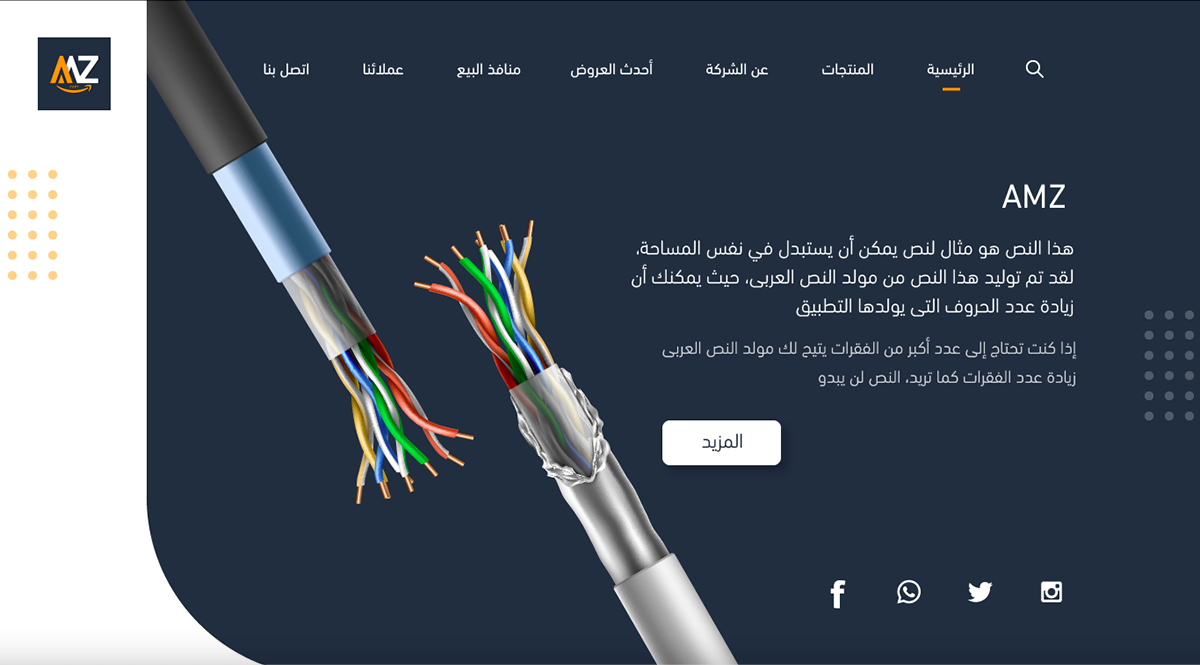 AMZ
الرئيسية
المنتجات
عن الشركة
أحدث العروض
منافذ البيع
عملائنا
اتصل بنا
AMZ
هذا النص هو مثال لنص يمكن أن يستبدل في نفس المساحة،
لقد تم توليد هذا النص من مولد النص العربى، حيث يمكنك أن
زيادة عدد الحروف التى يولدها التطبيق
إذا كنت تحتاج إلى عدد أكبر من الفقرات يتيح لك مولد النص العربى
زيادة عدد الفقرات كما تريد، النص لن يبدو
المزيد